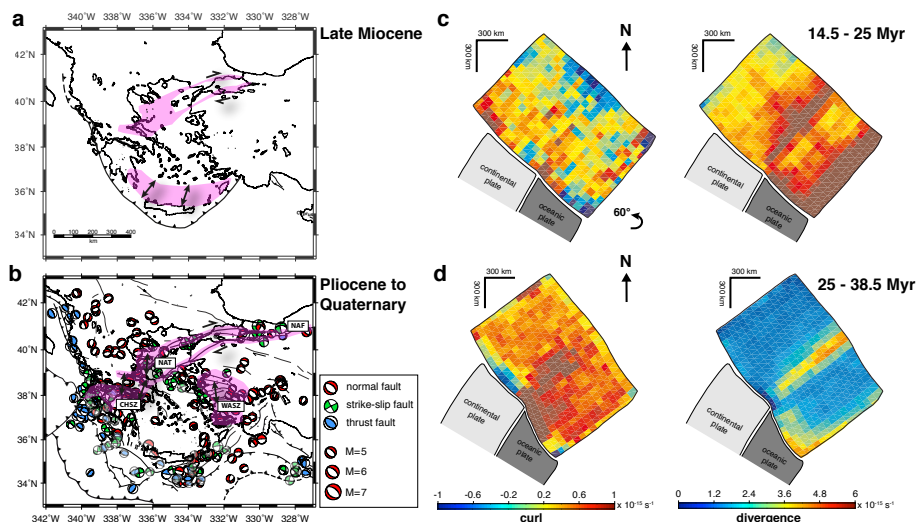 a
340°W 338°W 336°W 334°W 332°W 330°W 328°W
Late Miocene
42°N
40°N
38°N
36°N
34°N
0 100 200 300 400
km
b
Pliocene to
Quaternary
42°N
40°N
38°N
36°N
34°N
NAF
NAT
CHSZ
WASZ
342°W 340°W 338°W 336°W 334°W 332°W 330°W 328°W
normal fault
strike-slip fault
thrust fault
M=5
M=6
M=7
c
300 km
300 km
N
continental
plate
oceanic
plate
60°
14.5 - 25 Myr
300 km
300 km
continental
plate
oceanic
plate
d
300 km
300 km
N
continental
plate
oceanic
plate
25 - 38.5 Myr
300 km
300 km
continental
plate
oceanic
plate
-1 -0.6 -0.2 0.2 0.6 1
x 10⁻¹⁵ s⁻¹
curl
0 1.2 2.4 3.6 4.8 6
x 10⁻¹⁵ s⁻¹
divergence